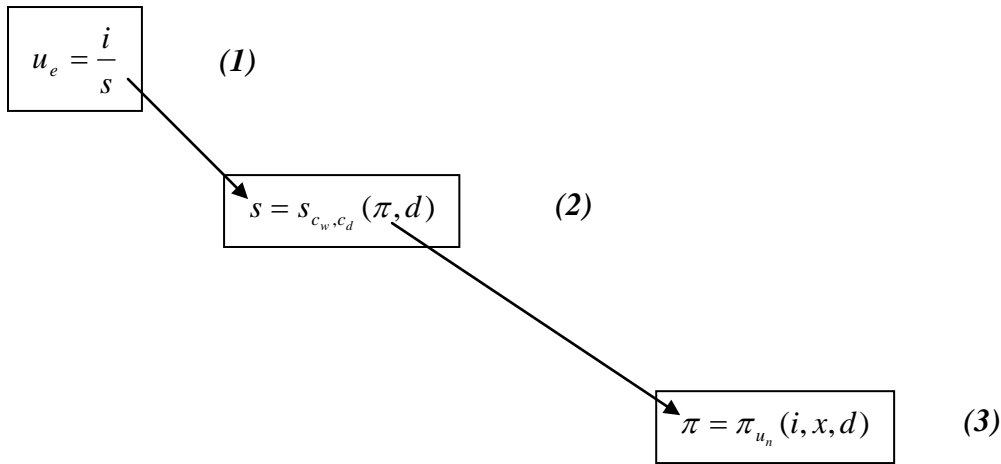 u_e = i/s (1)
s = s_{c_w,c_d}(π,d) (2)
π = π_{u_n}(i,x,d) (3)